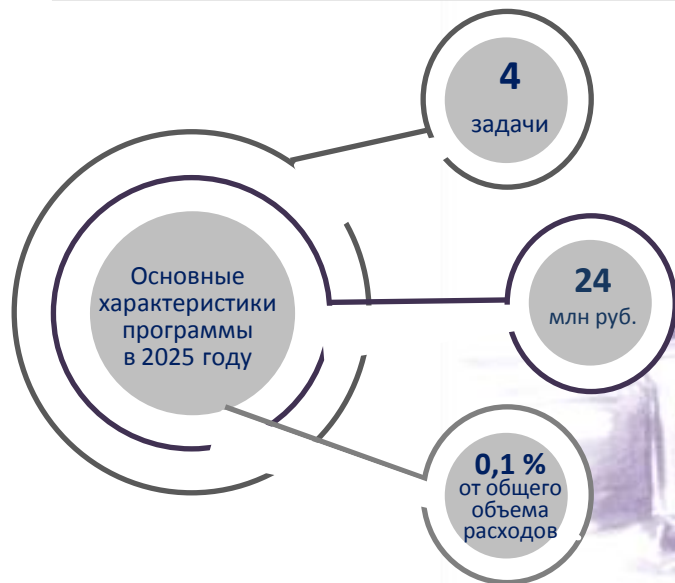 4
задачи
Основные
характеристики
программы
в 2025 году
24
млн руб.
0,1 %
от общего
объема
расходов